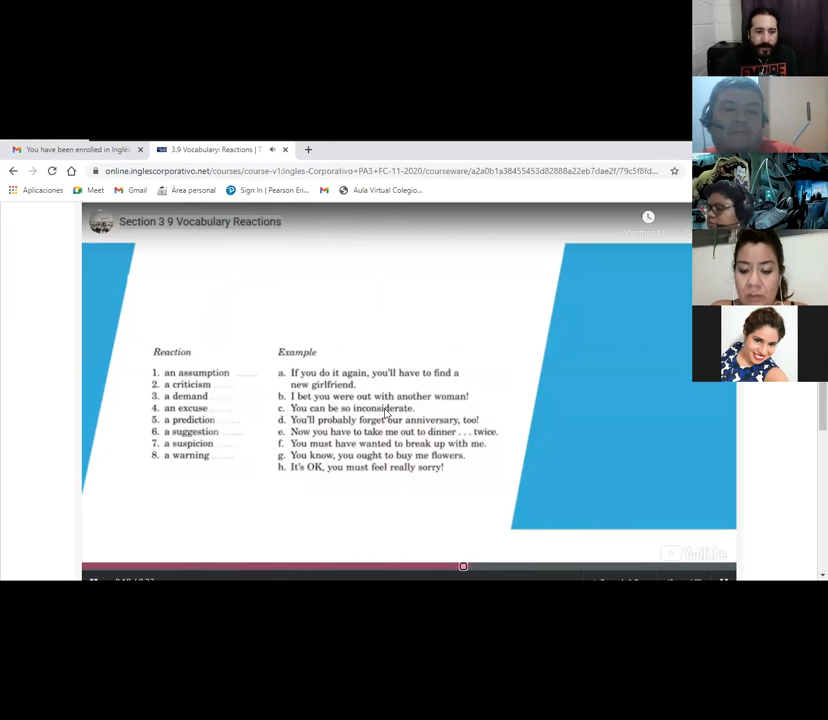 You have been enrolled in Inglés
3.9 Vocabulary: Reactions | T
online.inglescorporativo.net/courses/course-v1:Ingles-Corporativo+PA3+FC-11-2020/courseware/a2a0b1a38455453d82888a22eb7dae2f/79c5f8fd...
Aplicaciones Meet Gmail Área personal Sign In | Pearson En... Aula Virtual Colegio...
Section 3 9 Vocabulary Reactions
Reaction
1. an assumption
2. a criticism
3. a demand
4. an excuse
5. a prediction
6. a suggestion
7. a suspicion
8. a warning
Example
a. If you do it again, you'll have to find a
new girlfriend.
b. I bet you were out with another woman!
c. You can be so inconsiderate.
d. You'll probably forget our anniversary, too!
e. Now you have to take me out to dinner . . . twice.
f. You must have wanted to break up with me.
g. You know, you ought to buy me flowers.
h. It's OK, you must feel really sorry!
YouTube
EMPIRE